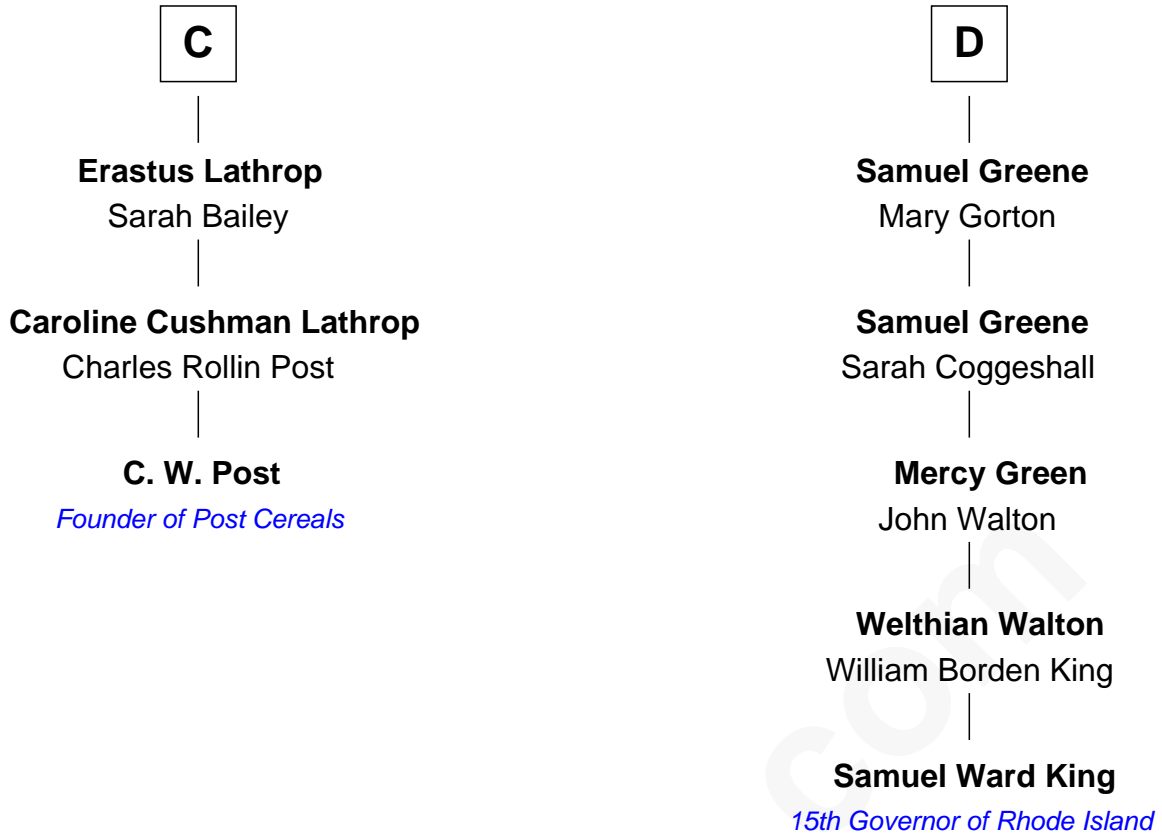 C
Erastus Lathrop
Sarah Bailey
Caroline Cushman Lathrop
Charles Rollin Post
C. W. Post
Founder of Post Cereals
D
Samuel Greene
Mary Gorton
Samuel Greene
Sarah Coggeshall
Mercy Green
John Walton
Welthian Walton
William Borden King
Samuel Ward King
15th Governor of Rhode Island
com